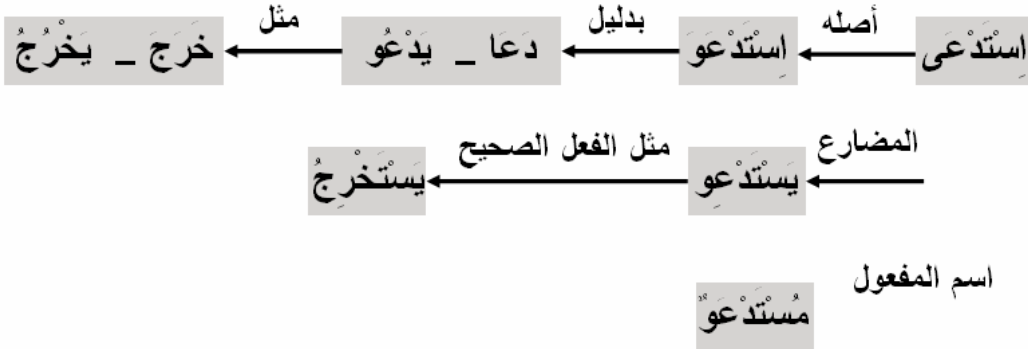 اِسْتَدْعَى أصله اِسْتَدْعَوَ بدليل دَعَا _ يَدْعُو مثل خَرَجَ _ يَخْرُجُ
المضارع يَسْتَدْعِو مثل الفعل الصحيح يَسْتَخْرِجُ
اسم المفعول
مُسْتَدْعَوٌ